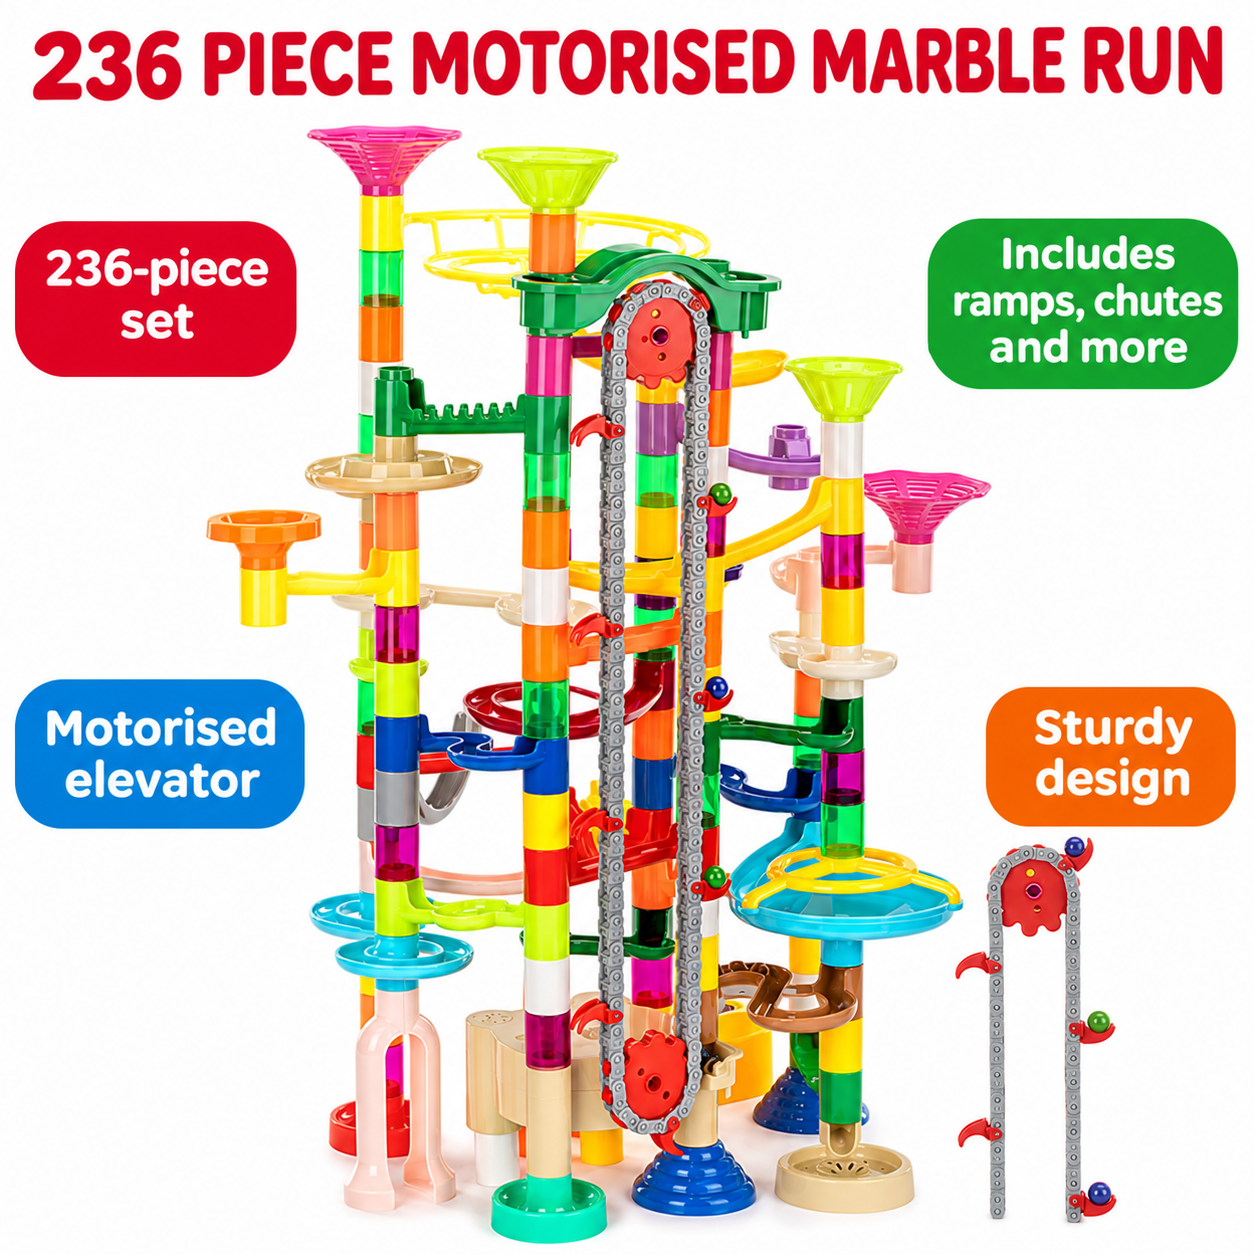 236 PIECE MOTORISED MARBLE RUN
236-piece
set
Includes
ramps, chutes
and more
Motorised
elevator
Sturdy
design